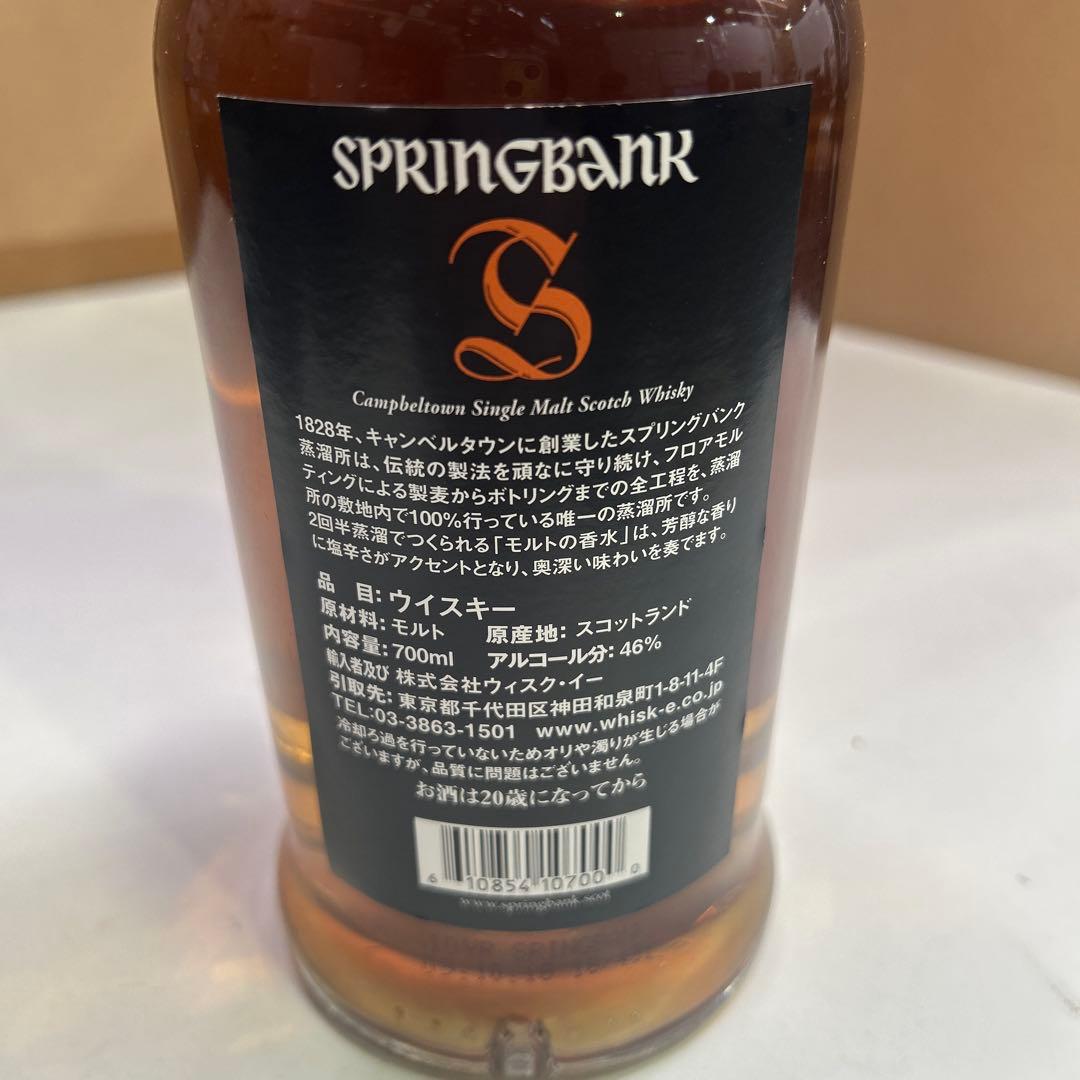 SPRINGBANK
S
Campbeltown Single Malt Scotch Whisky
1828年、キャンベルタウンに創業したスプリングバンク
蒸溜所は、伝統の製法を頑なに守り続け、フロアモル
ティングによる製麦からボトリングまでの全工程を、蒸溜
所の敷地内で100%行っている唯一の蒸溜所です。
2回半蒸溜でつくられる「モルトの香水」は、芳醇な香り
に塩辛さがアクセントとなり、奥深い味わいを奏でます。
品 目: ウイスキー
原材料: モルト 原産地: スコットランド
内容量: 700ml アルコール分: 46%
輸入者及び 株式会社ウィスク・イー
引取先: 東京都千代田区神田和泉町1-8-11-4F
TEL:03-3863-1501 www.whisk-e.co.jp
冷却ろ過を行っていないためオリや濁りが生じる場合が
ございますが、品質に問題はございません。
お酒は20歳になってから
6 10854 10700 0
www.springbank.scot